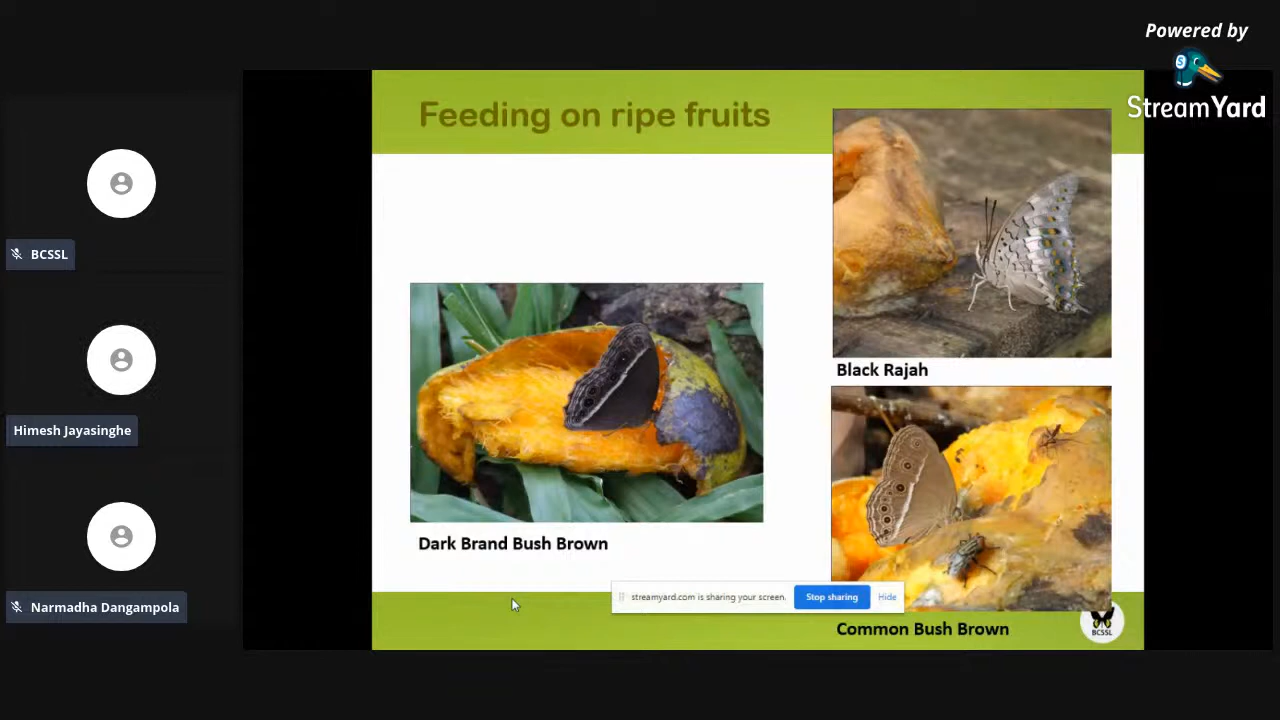 Powered by
StreamYard
BCSSL
Himesh Jayasinghe
Narmadha Dangampola
Feeding on ripe fruits
Black Rajah
Dark Brand Bush Brown
streamyard.com is sharing your screen.
Stop sharing
Hide
Common Bush Brown
BCSSL